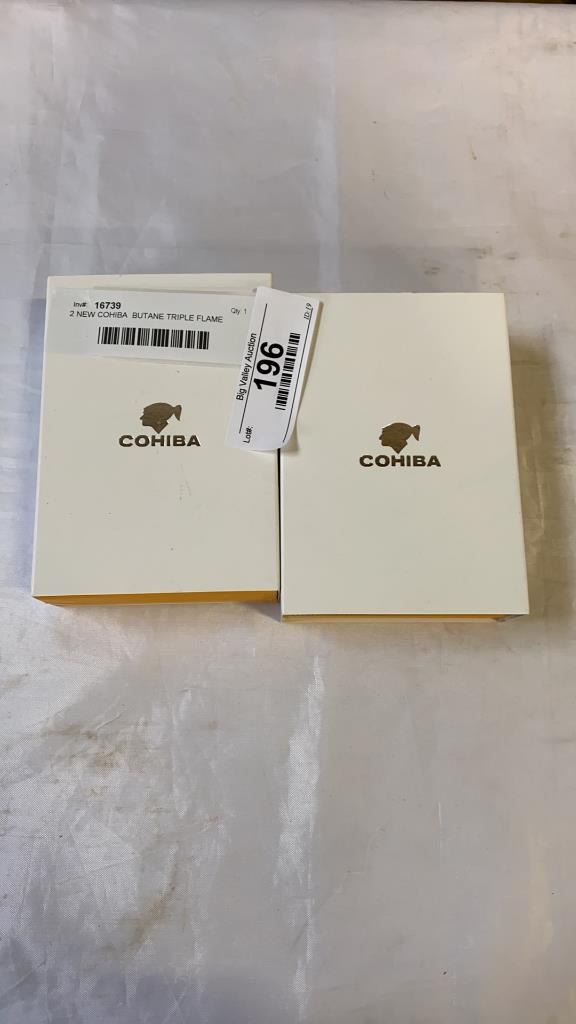 Inv#: 16739
Qty: 1
2 NEW COHIBA BUTANE TRIPLE FLAME
Big Valley Auction
196
Lot#:
COHIBA
COHIBA